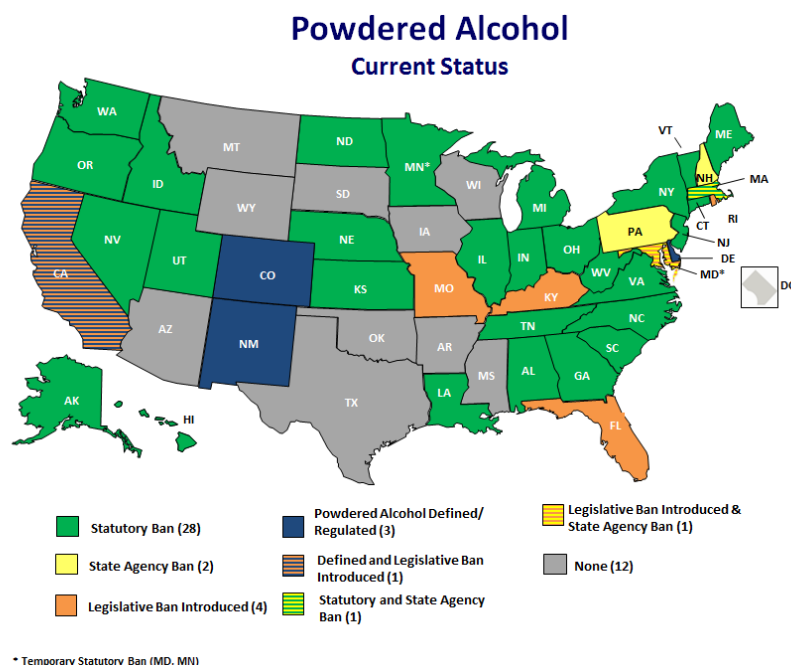 Powdered Alcohol
Current Status
WA
MT
ND
MN*
VT
ME
OR
ID
SD
WI
NH
MA
WY
MI
NY
CT
RI
NV
NE
IA
PA
NJ
UT
CO
IL
IN
OH
DE
CA
KS
MO
WV
VA
MD*
DC
KY
AZ
NM
OK
TN
NC
AR
SC
MS
AL
GA
TX
LA
AK
HI
FL
Statutory Ban (28)
State Agency Ban (2)
Legislative Ban Introduced (4)
Powdered Alcohol Defined/
Regulated (3)
Defined and Legislative Ban
Introduced (1)
Statutory and State Agency
Ban (1)
Legislative Ban Introduced &
State Agency Ban (1)
None (12)
* Temporary Statutory Ban (MD, MN)